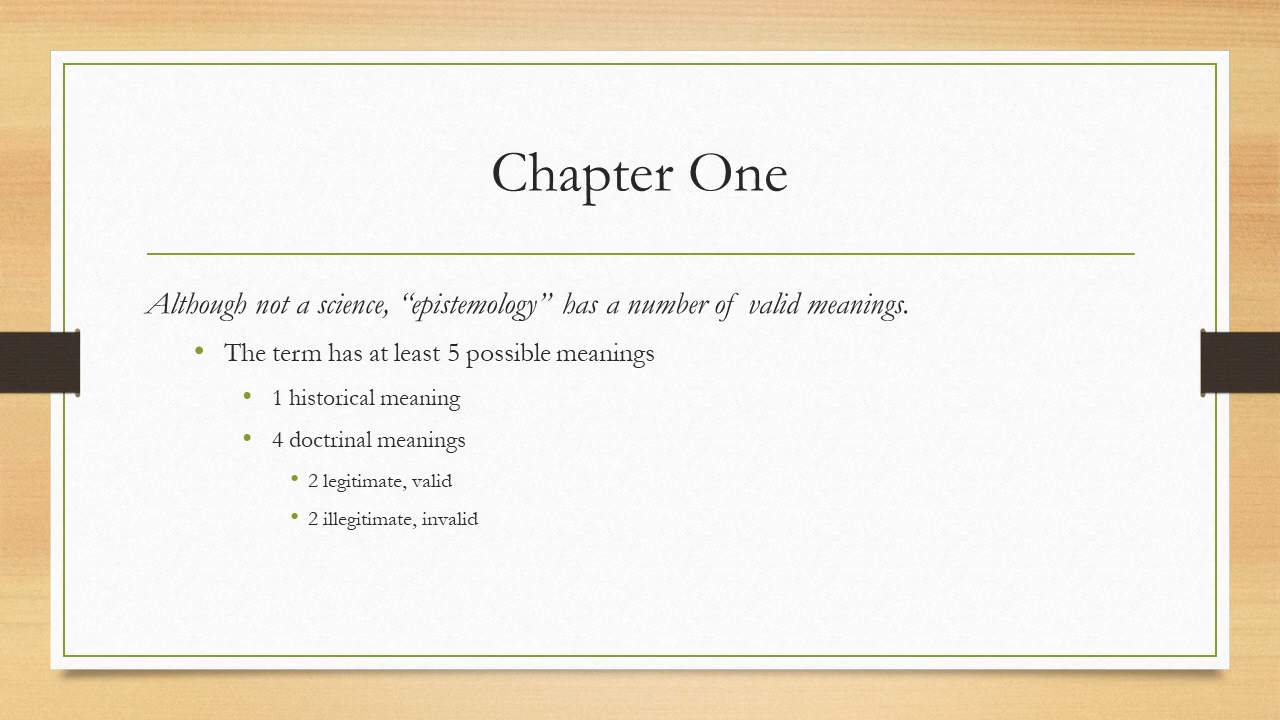 Chapter One
Although not a science, “epistemology” has a number of valid meanings.
• The term has at least 5 possible meanings
• 1 historical meaning
• 4 doctrinal meanings
• 2 legitimate, valid
• 2 illegitimate, invalid